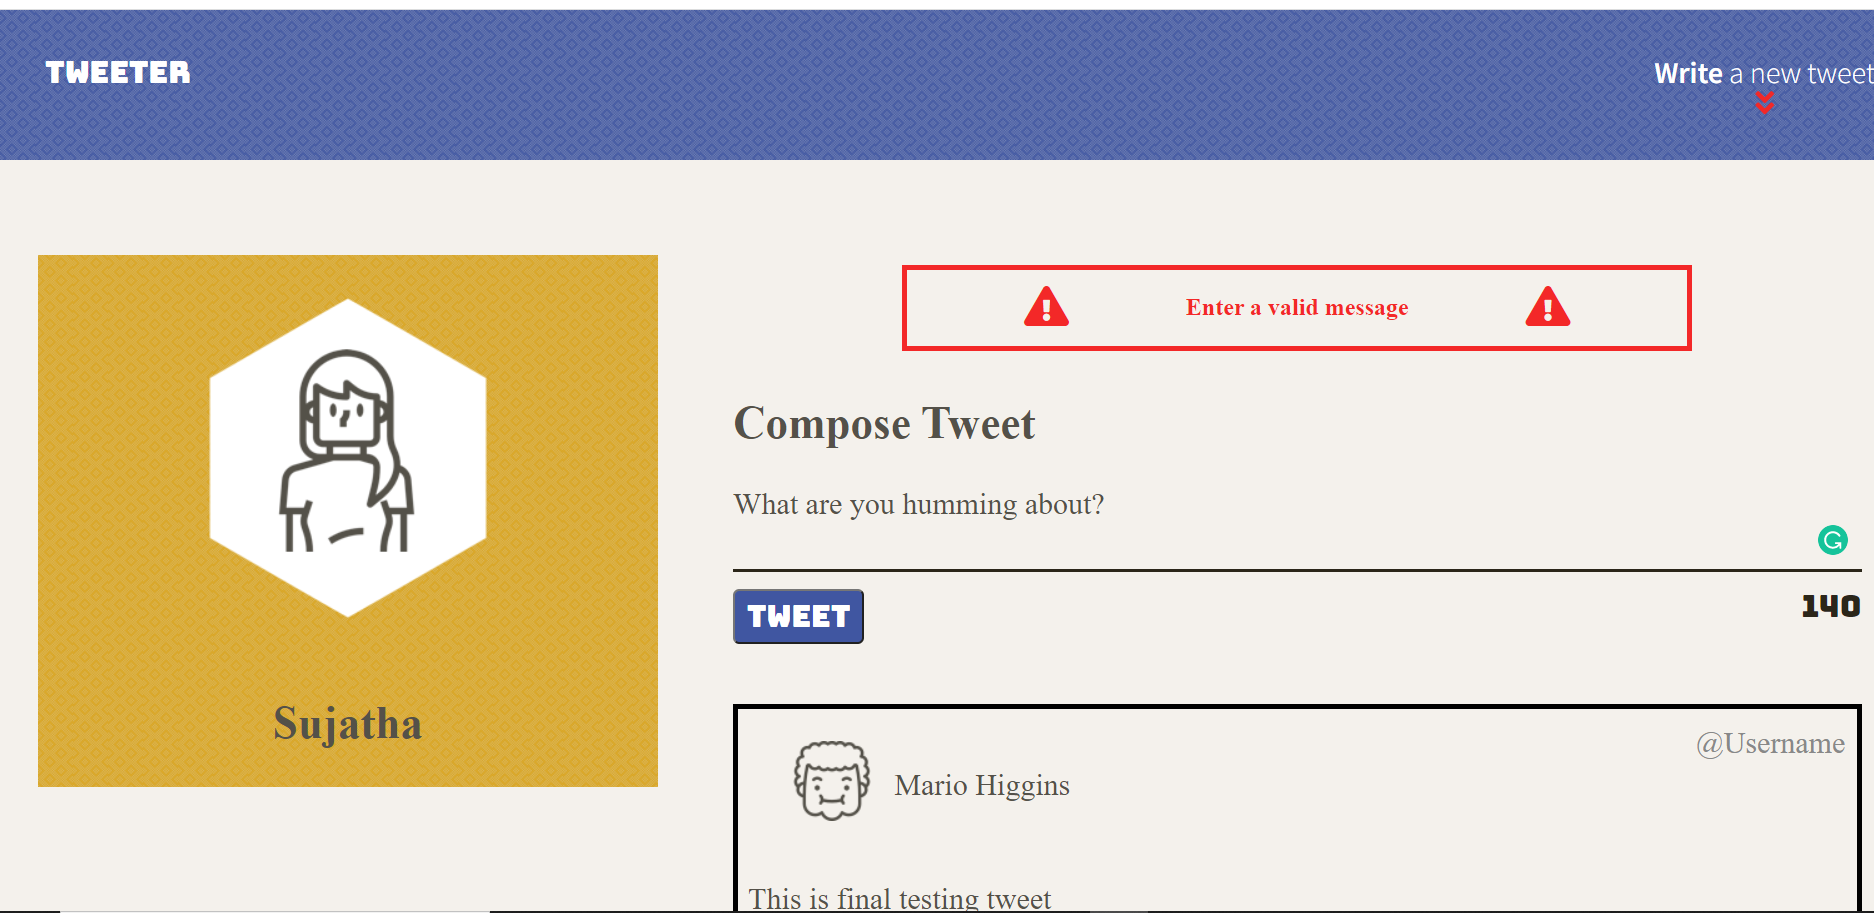 TWEETER
Write a new tweet
Enter a valid message
Compose Tweet
What are you humming about?
TWEET
140
Sujatha
@Username
Mario Higgins
This is final testing tweet